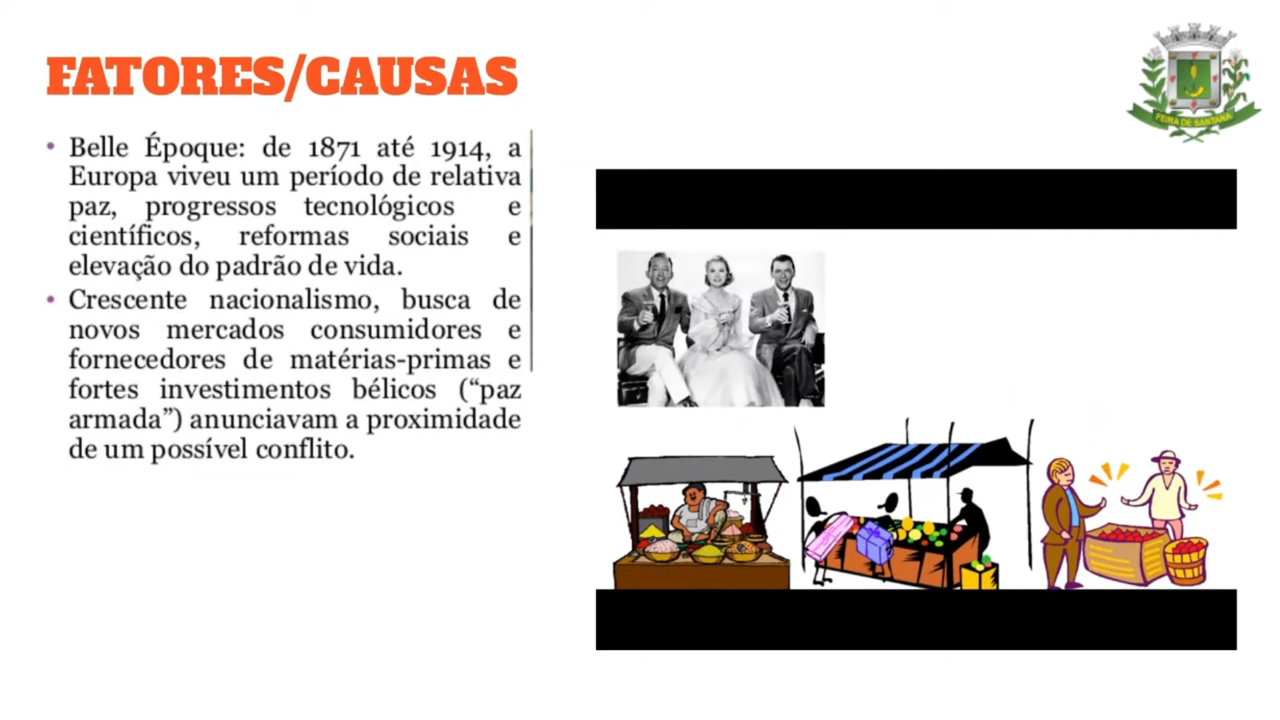 FATORES/CAUSAS
FEIRA DE SANTANA
• Belle Époque: de 1871 até 1914, a
Europa viveu um período de relativa
paz, progressos tecnológicos e
científicos, reformas sociais e
elevação do padrão de vida.
• Crescente nacionalismo, busca de
novos mercados consumidores e
fornecedores de matérias-primas e
fortes investimentos bélicos (“paz
armada”) anunciavam a proximidade
de um possível conflito.